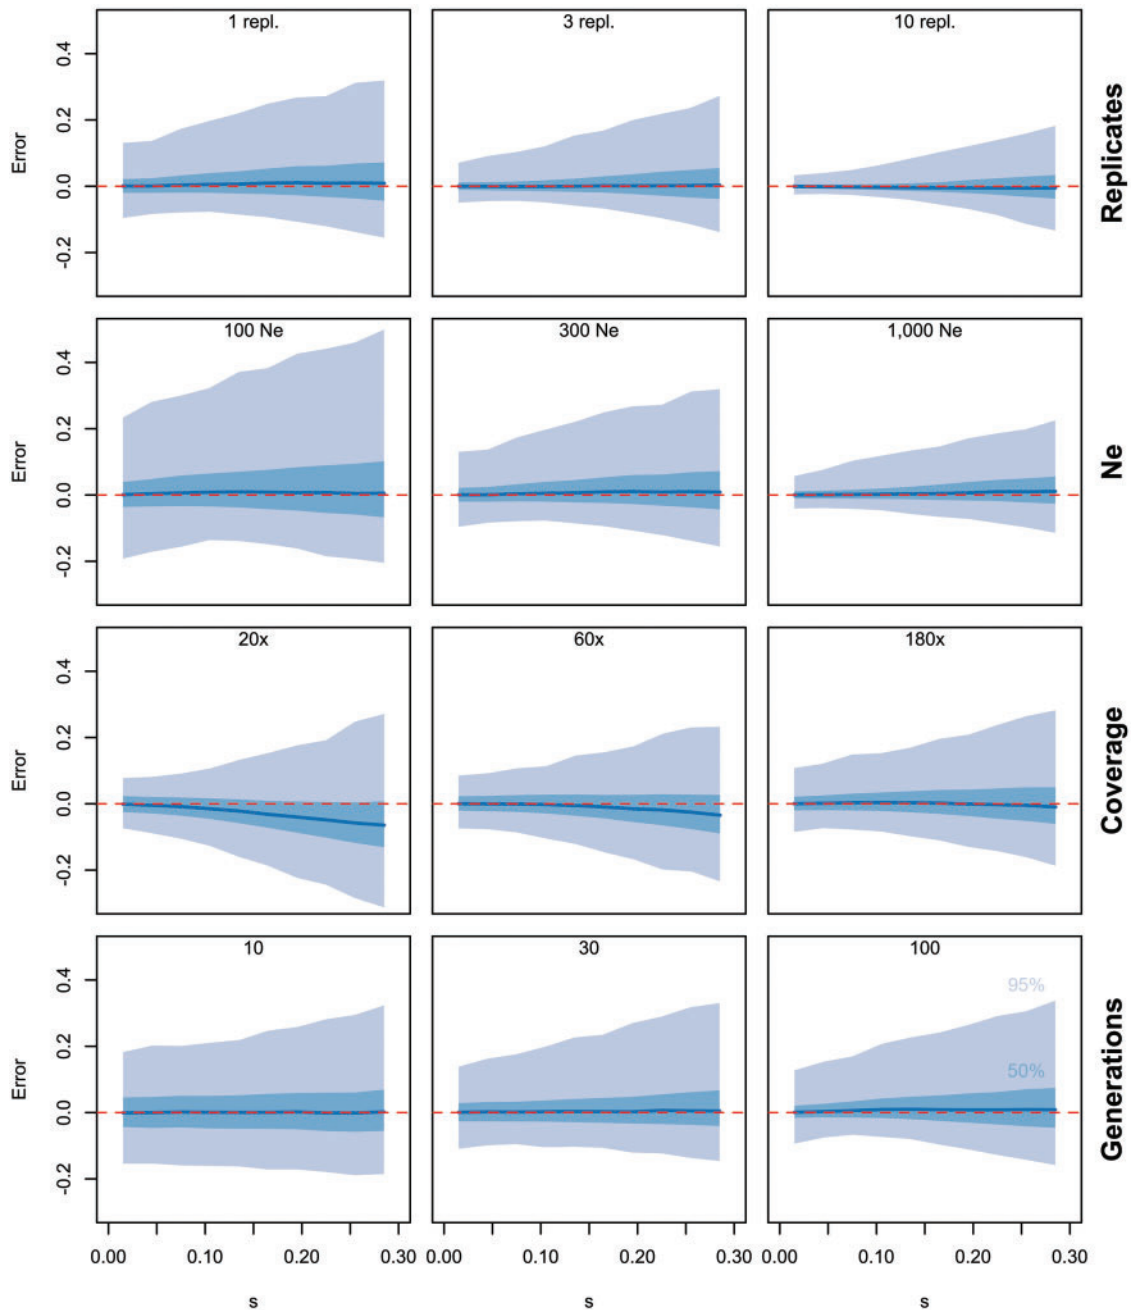 1 repl.
3 repl.
10 repl.
0.4
0.2
0.0
-0.2
Error
Replicates
100 Ne
300 Ne
1,000 Ne
0.4
0.2
0.0
-0.2
Error
Ne
20x
60x
180x
0.4
0.2
0.0
-0.2
Error
Coverage
10
30
100
95%
50%
0.4
0.2
0.0
-0.2
Error
Generations
0.00 0.10 0.20 0.30
0.00 0.10 0.20 0.30
0.00 0.10 0.20 0.30
s
s
s